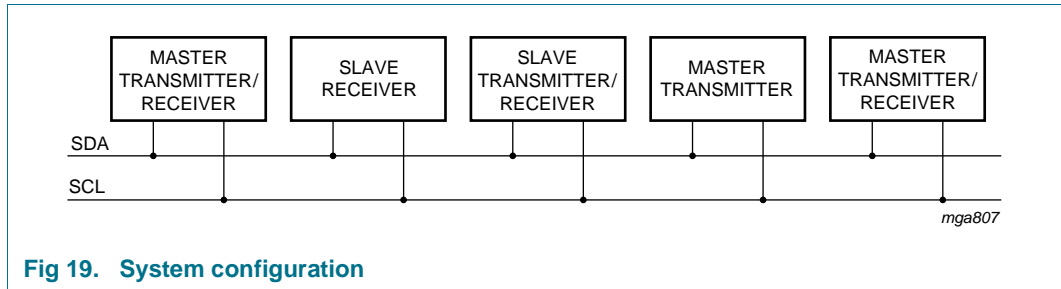 MASTER
TRANSMITTER/
RECEIVER
SLAVE
RECEIVER
SLAVE
TRANSMITTER/
RECEIVER
MASTER
TRANSMITTER
MASTER
TRANSMITTER/
RECEIVER
SDA
SCL
mga807
Fig 19. System configuration